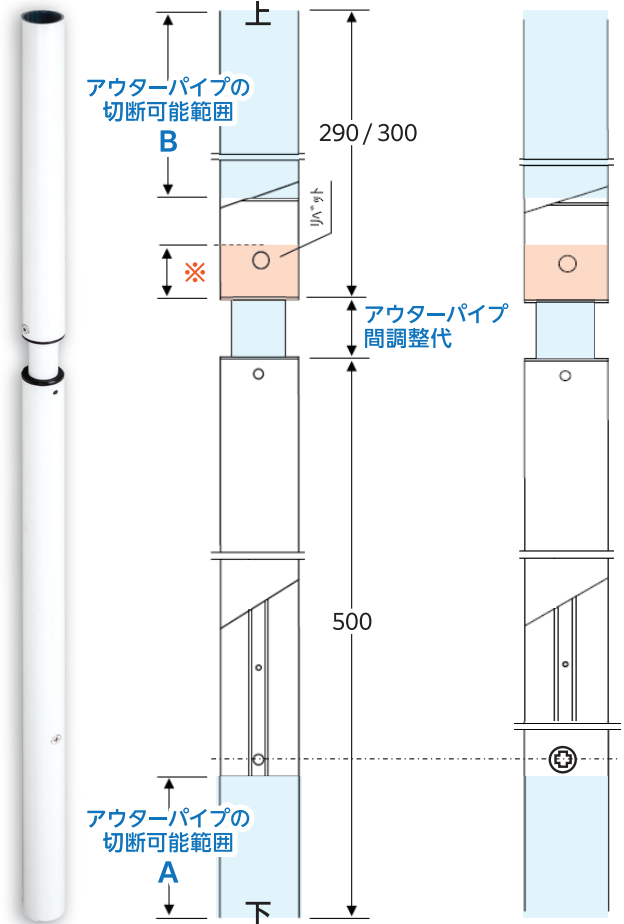 上
アウターパイプの
切断可能範囲
B
290 / 300
リベット
※
アウターパイプ
間調整代
500
アウターパイプの
切断可能範囲
A
下